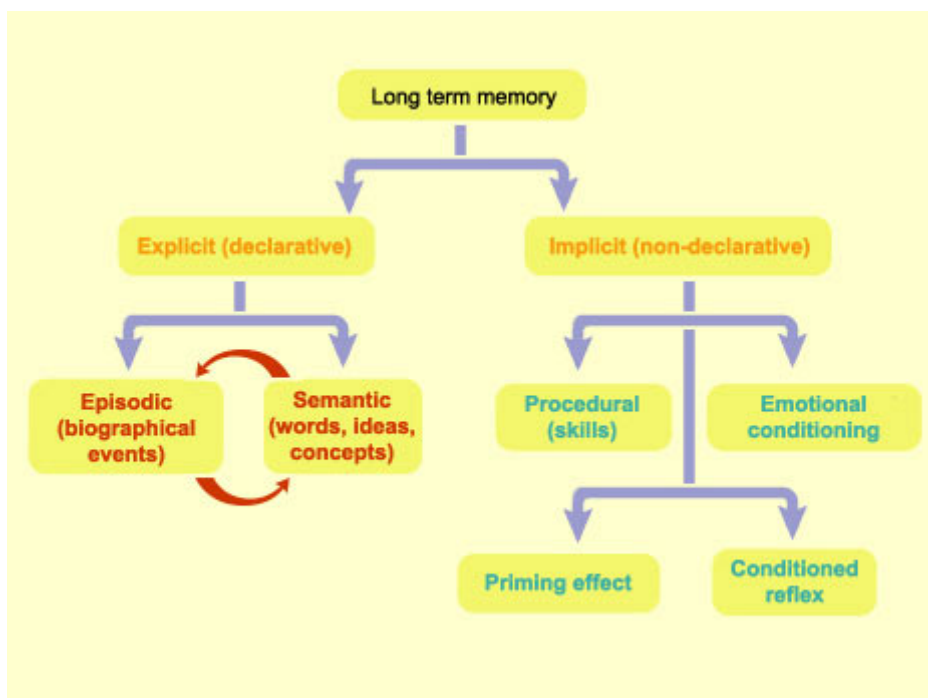 Long term memory
Explicit (declarative)
Implicit (non-declarative)
Episodic
(biographical
events)
Semantic
(words, ideas,
concepts)
Procedural
(skills)
Emotional
conditioning
Priming effect
Conditioned
reflex